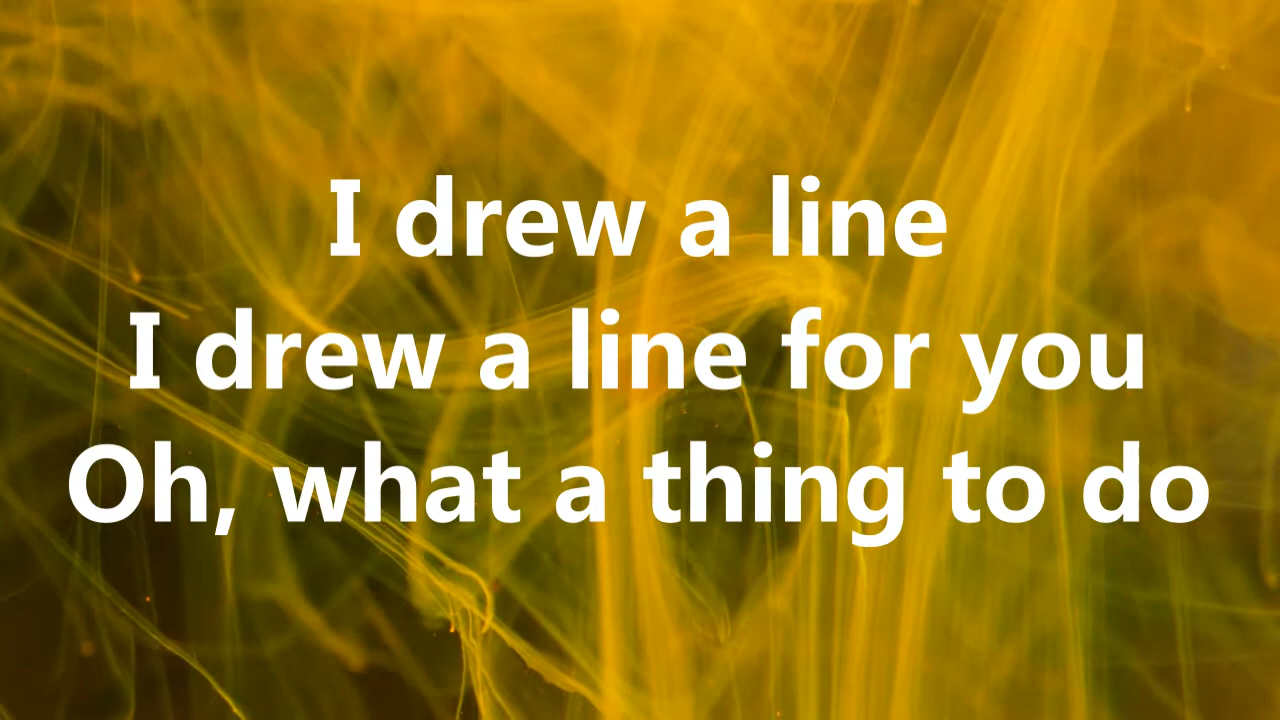 I drew a line
I drew a line for you
Oh, what a thing to do